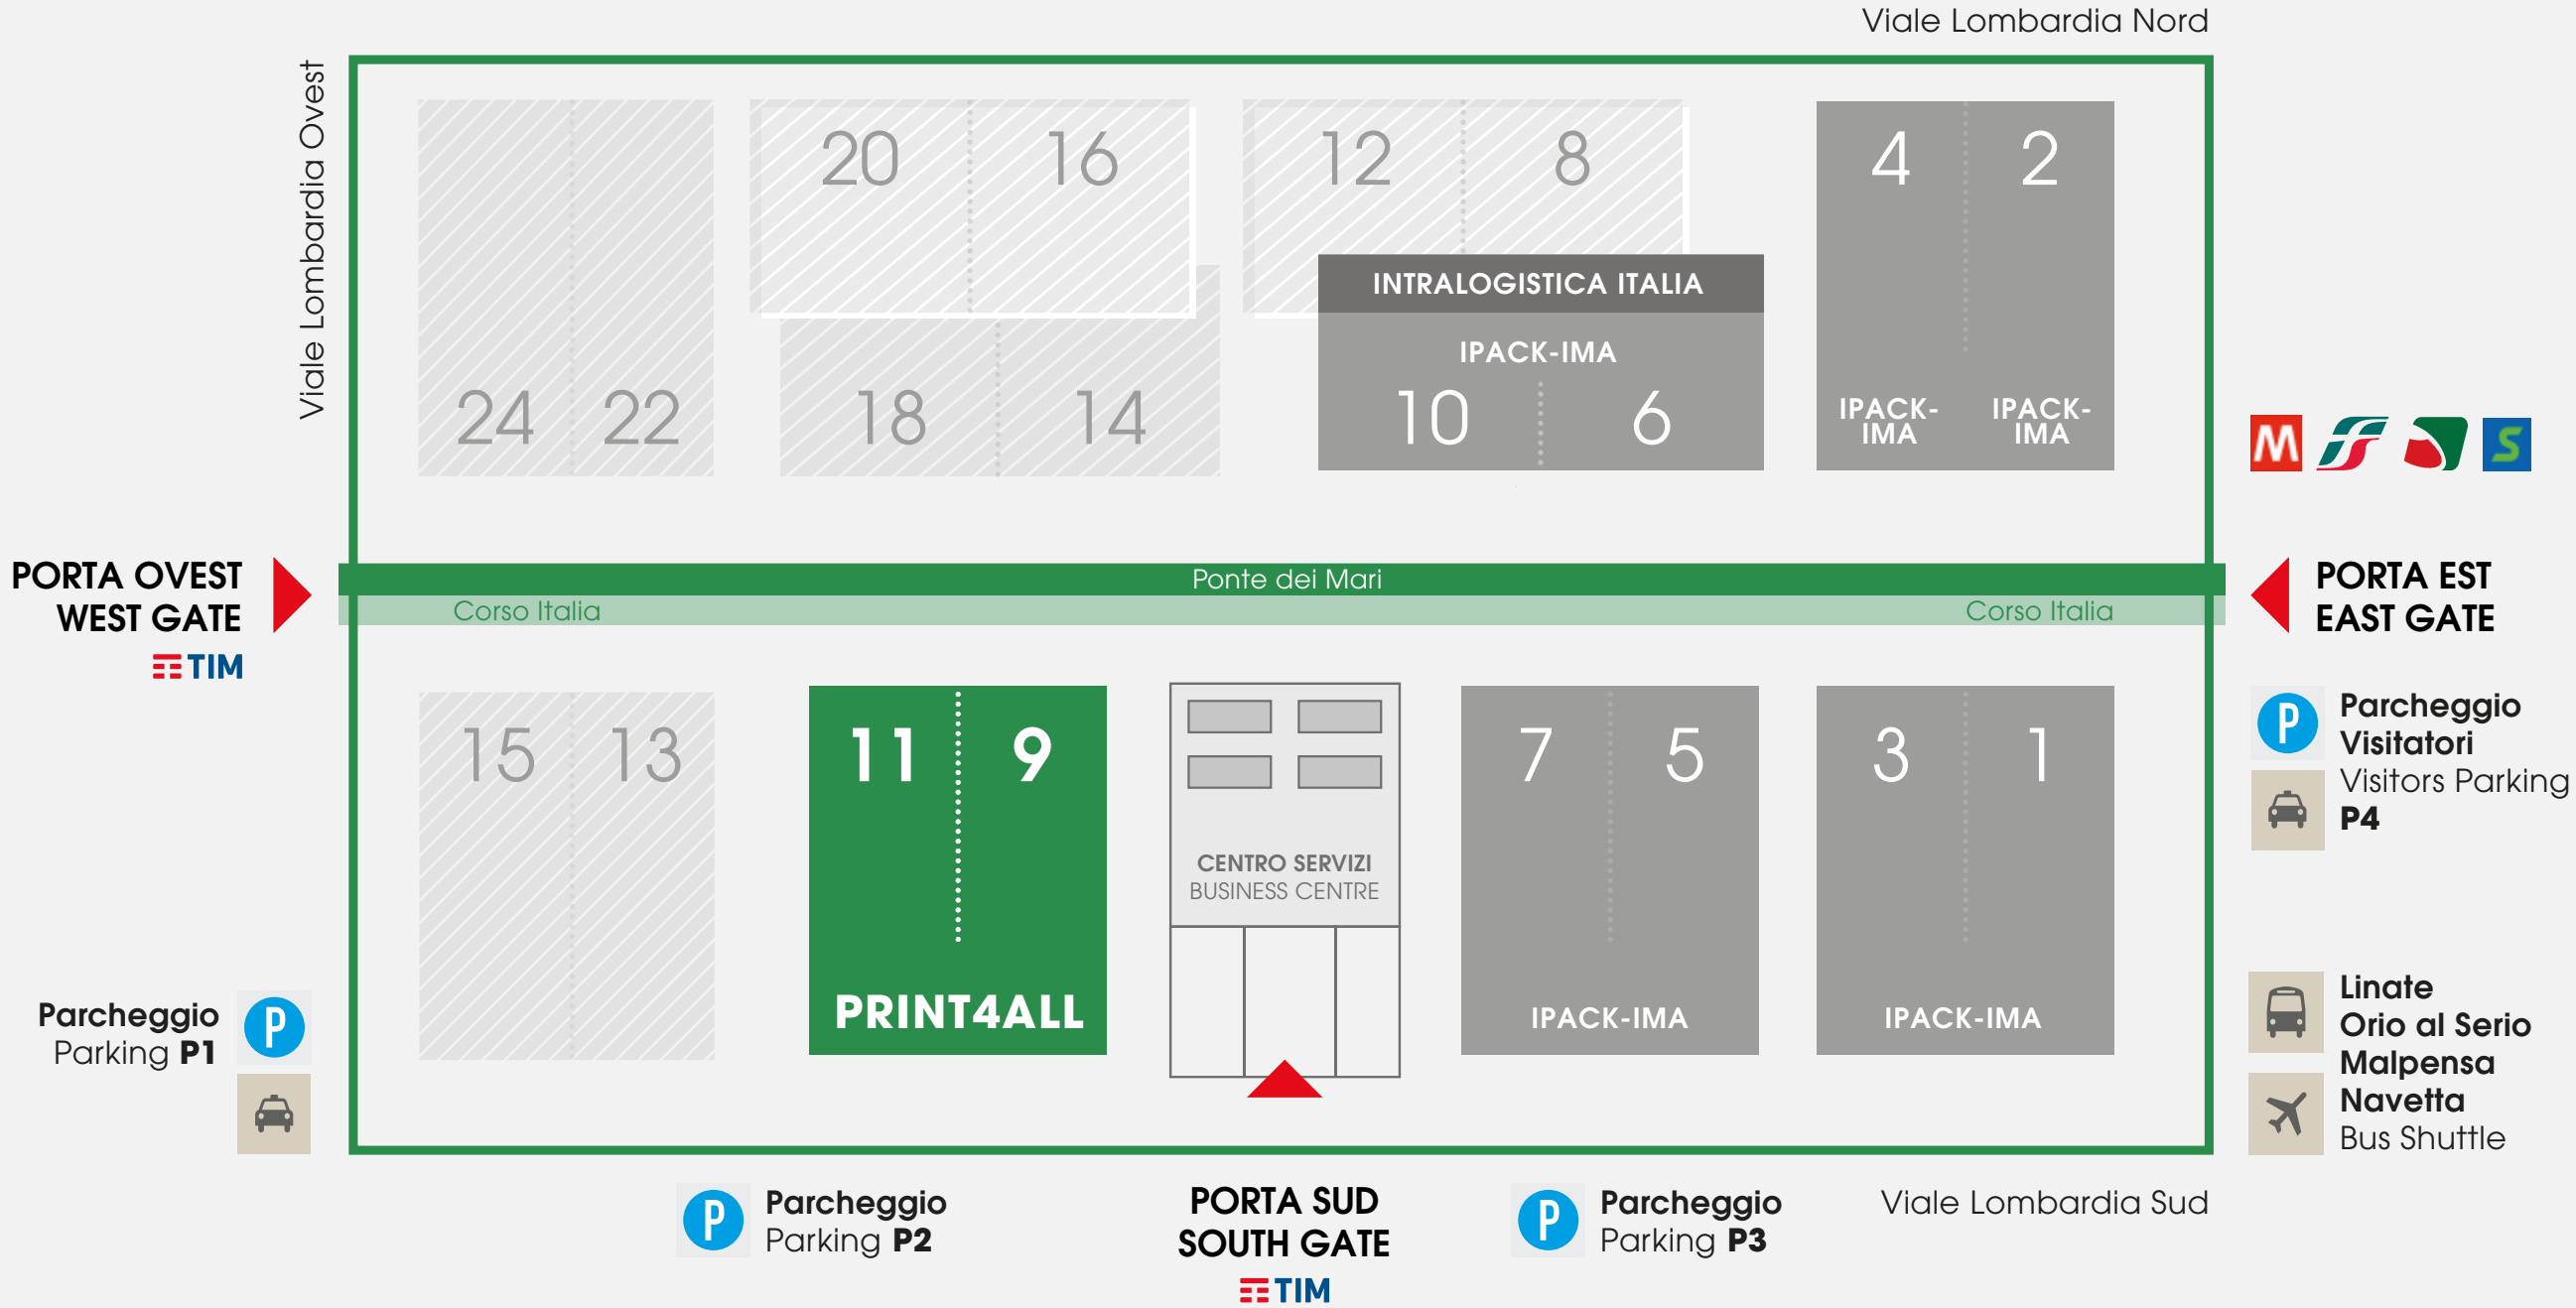 Viale Lombardia Nord
Viale Lombardia Ovest
20 16 12 8 4 2
INTRALOGISTICA ITALIA
IPACK-IMA
24 22 18 14 10 6
IPACK-
IMA
IPACK-
IMA
M S
PORTA OVEST
WEST GATE
TIM
Ponte dei Mari
Corso Italia
Corso Italia
PORTA EST
EAST GATE
15 13 11 9 7 5 3 1
CENTRO SERVIZI
BUSINESS CENTRE
PRINT4ALL
IPACK-IMA
IPACK-IMA
P
Parcheggio
Visitatori
Visitors Parking
P4
Parcheggio
Parking P1
P
Linate
Orio al Serio
Malpensa
Navetta
Bus Shuttle
P
Parcheggio
Parking P2
PORTA SUD
SOUTH GATE
TIM
P
Parcheggio
Parking P3
Viale Lombardia Sud